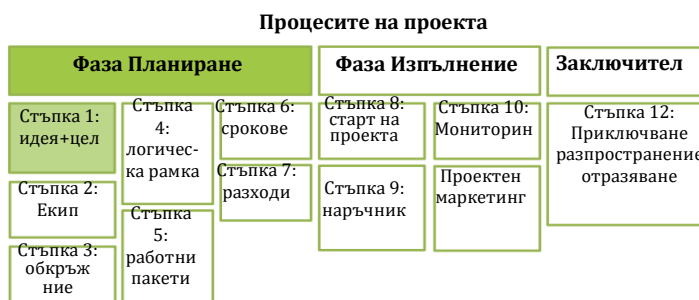 Процесите на проекта
Фаза Планиране
Фаза Изпълнение
Заключител
Стъпка 1:
идея+цел
Стъпка 2:
Екип
Стъпка 3:
обкръж
ние
Стъпка
4:
логичес-
ка рамка
Стъпка
5:
работни
пакети
Стъпка 6:
срокове
Стъпка 7:
разходи
Стъпка 8:
старт на
проекта
Стъпка 9:
наръчник
Стъпка 10:
Мониторин
Проектен
маркетинг
Стъпка 12:
Приключване
разпространение
отразяване